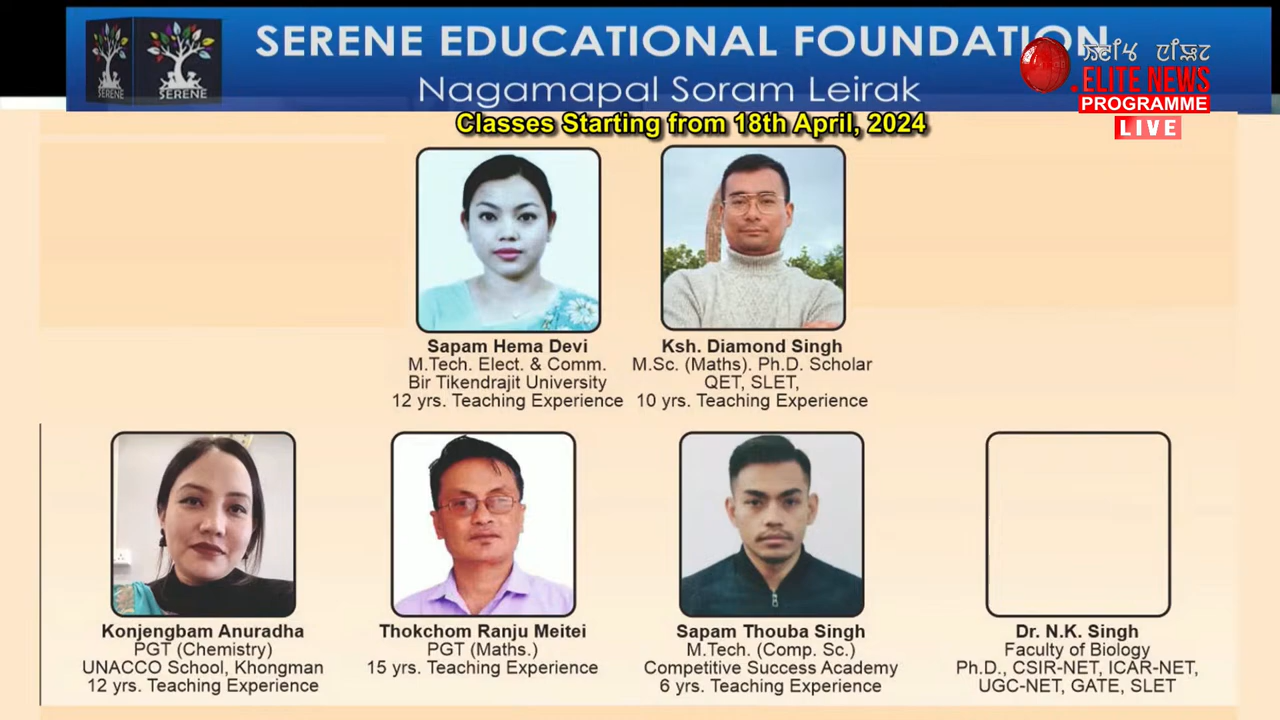 SERENE EDUCATIONAL FOUNDATION
Nagamapal Soram Leirak
SERENE
Classes Starting from 18th April, 2024
ELITE NEWS
PROGRAMME
LIVE
Sapam Hema Devi
M.Tech. Elect. & Comm.
Bir Tikendrajit University
12 yrs. Teaching Experience
Ksh. Diamond Singh
M.Sc. (Maths). Ph.D. Scholar
QET, SLET,
10 yrs. Teaching Experience
Konjengbam Anuradha
PGT (Chemistry)
UNACCO School, Khongman
12 yrs. Teaching Experience
Thokchom Ranju Meitei
PGT (Maths.)
15 yrs. Teaching Experience
Sapam Thouba Singh
M.Tech. (Comp. Sc.)
Competitive Success Academy
6 yrs. Teaching Experience
Dr. N.K. Singh
Faculty of Biology
Ph.D., CSIR-NET, ICAR-NET,
UGC-NET, GATE, SLET